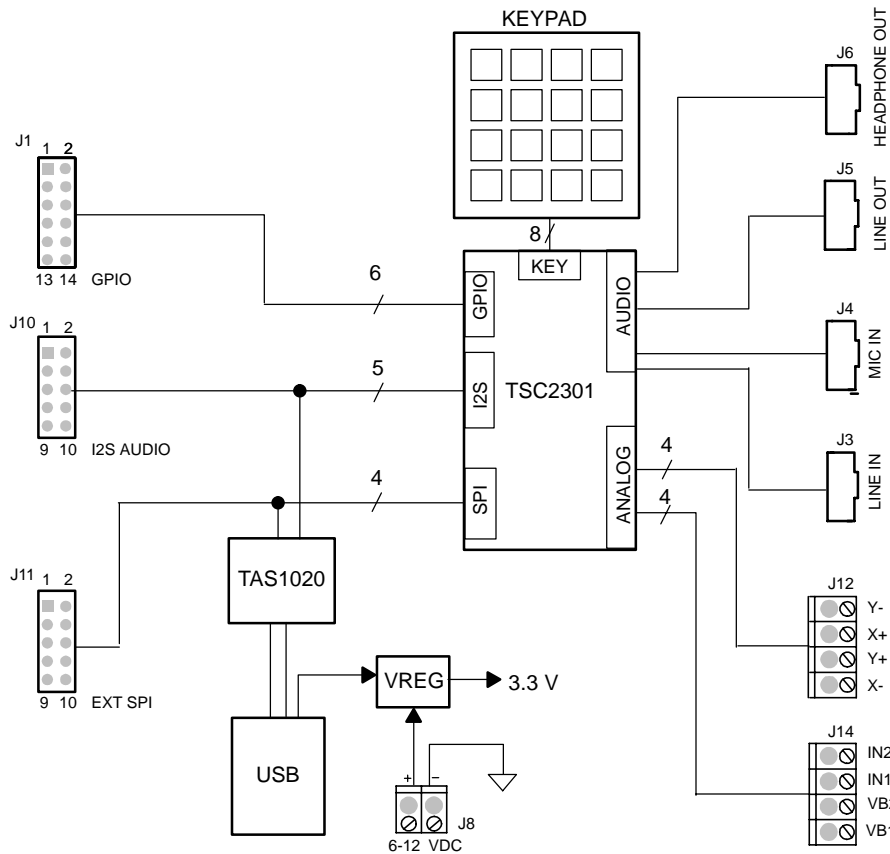 KEYPAD
J6
HEADPHONE OUT
J1
1 2
13 14 GPIO
J5
LINE OUT
8
KEY
GPIO
AUDIO
6
J10
1 2
9 10 I2S AUDIO
5
I2S
TSC2301
J4
MIC IN
4
SPI
ANALOG
4
4
J3
LINE IN
TAS1020
J11
1 2
9 10 EXT SPI
J12
Y-
X+
Y+
X-
VREG
3.3 V
USB
+ −
J8
6-12 VDC
J14
IN2
IN1
VB2
VB1